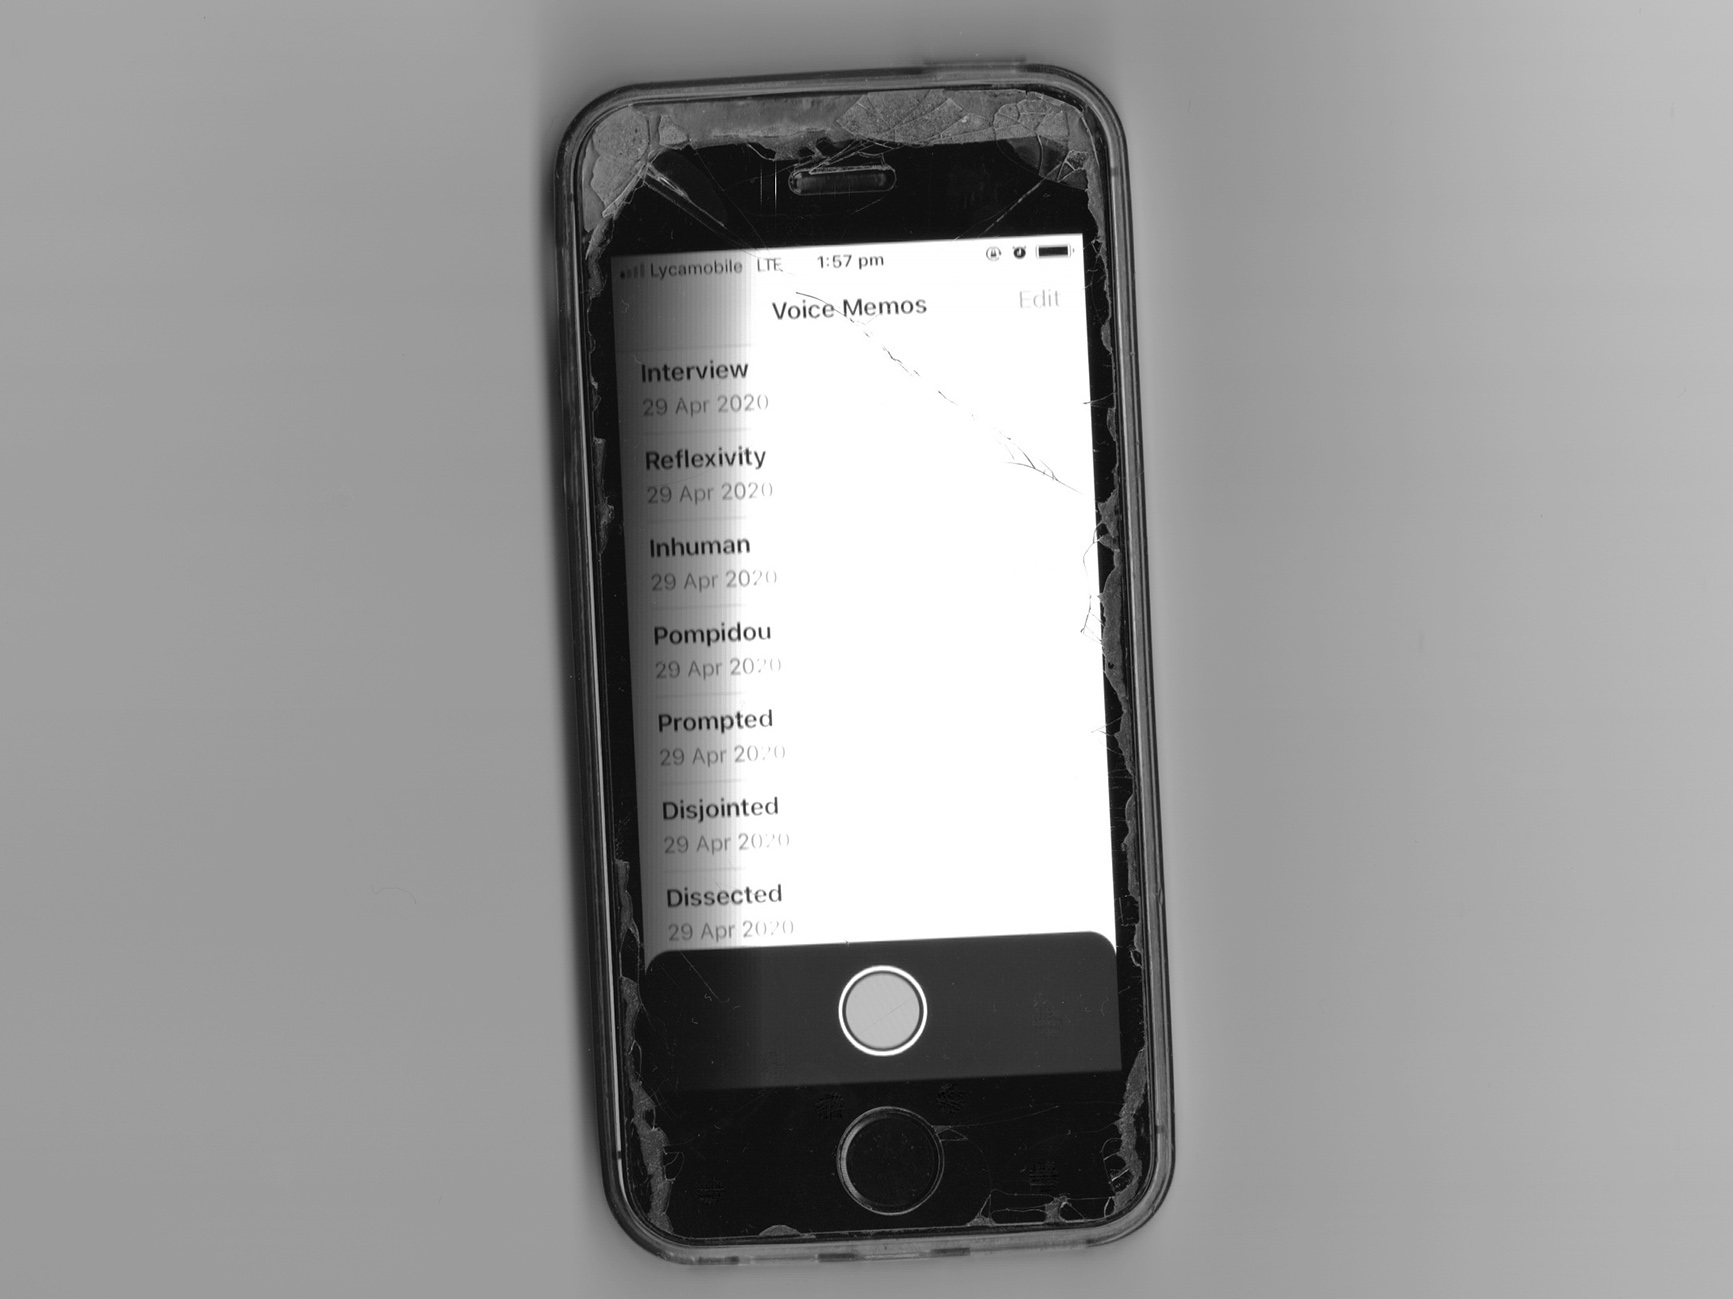 Lycamobile LTE 1:57 pm
Voice Memos Edit
Interview
29 Apr 2020
Reflexivity
29 Apr 2020
Inhuman
29 Apr 2020
Pompidou
29 Apr 2020
Prompted
29 Apr 2020
Disjointed
29 Apr 2020
Dissected
29 Apr 2020